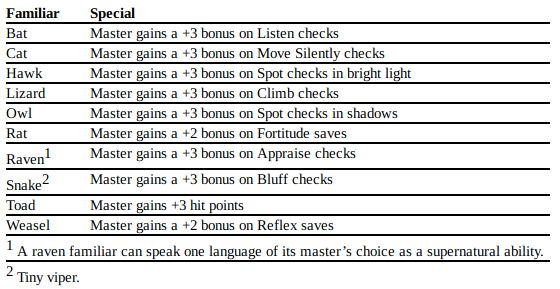 Familiar Special
Bat Master gains a +3 bonus on Listen checks
Cat Master gains a +3 bonus on Move Silently checks
Hawk Master gains a +3 bonus on Spot checks in bright light
Lizard Master gains a +3 bonus on Climb checks
Owl Master gains a +3 bonus on Spot checks in shadows
Rat Master gains a +2 bonus on Fortitude saves
Raven1 Master gains a +3 bonus on Appraise checks
Snake2 Master gains a +3 bonus on Bluff checks
Toad Master gains +3 hit points
Weasel Master gains a +2 bonus on Reflex saves
1 A raven familiar can speak one language of its master’s choice as a supernatural ability.
2 Tiny viper.